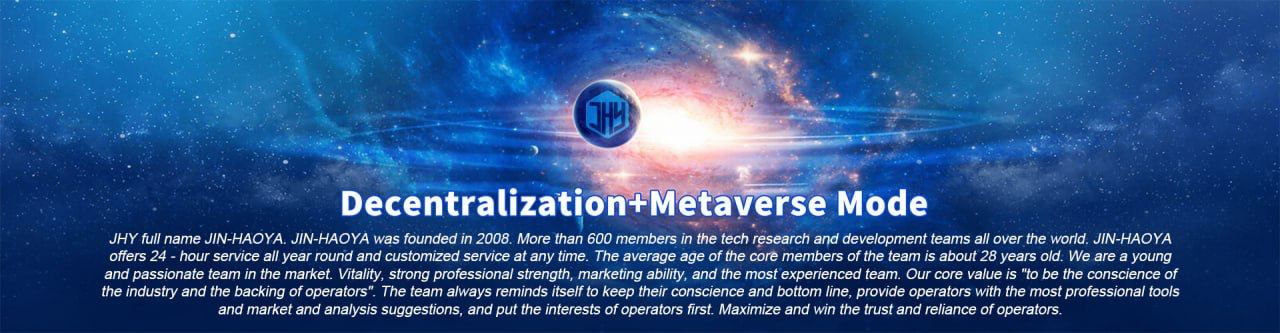 JHY
Decentralization+Metaverse Mode
JHY full name JIN-HAOYA. JIN-HAOYA was founded in 2008. More than 600 members in the tech research and development teams all over the world. JIN-HAOYA
offers 24 - hour service all year round and customized service at any time. The average age of the core members of the team is about 28 years old. We are a young
and passionate team in the market. Vitality, strong professional strength, marketing ability, and the most experienced team. Our core value is "to be the conscience of
the industry and the backing of operators". The team always reminds itself to keep their conscience and bottom line, provide operators with the most professional tools
and market and analysis suggestions, and put the interests of operators first. Maximize and win the trust and reliance of operators.